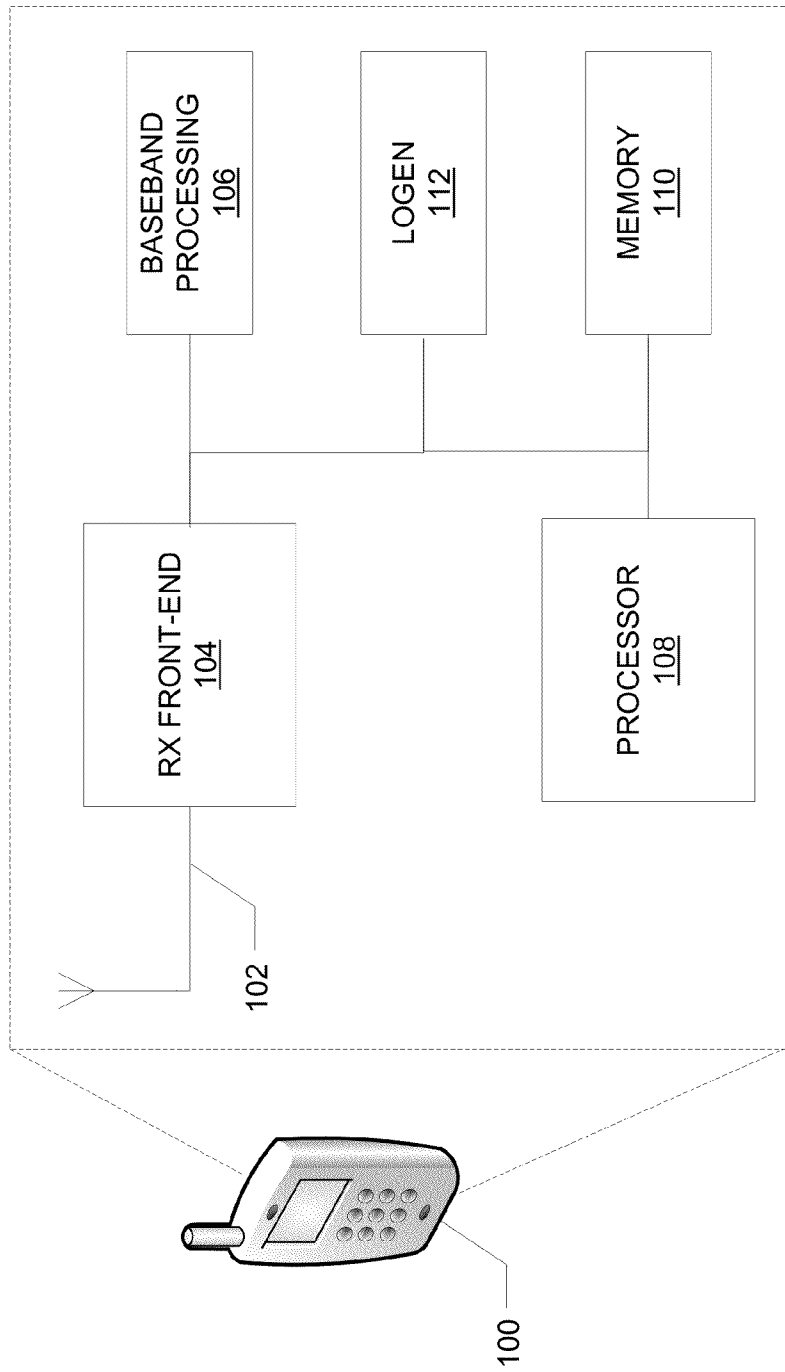 BASEBAND
PROCESSING
106
LOGEN
112
MEMORY
110
RX FRONT-END
104
PROCESSOR
108
102
100